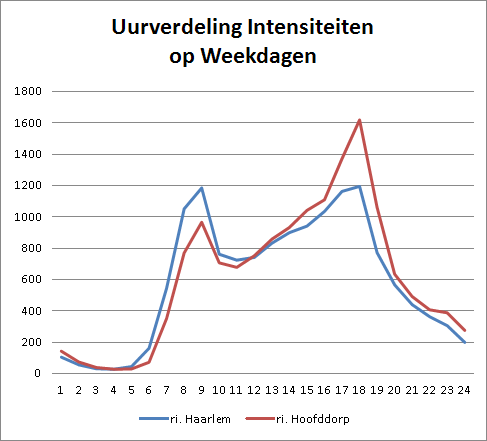 Uurverdeling Intensiteiten
op Weekdagen
1800
1600
1400
1200
1000
800
600
400
200
0
1 2 3 4 5 6 7 8 9 10 11 12 13 14 15 16 17 18 19 20 21 22 23 24
ri. Haarlem ri. Hoofddorp